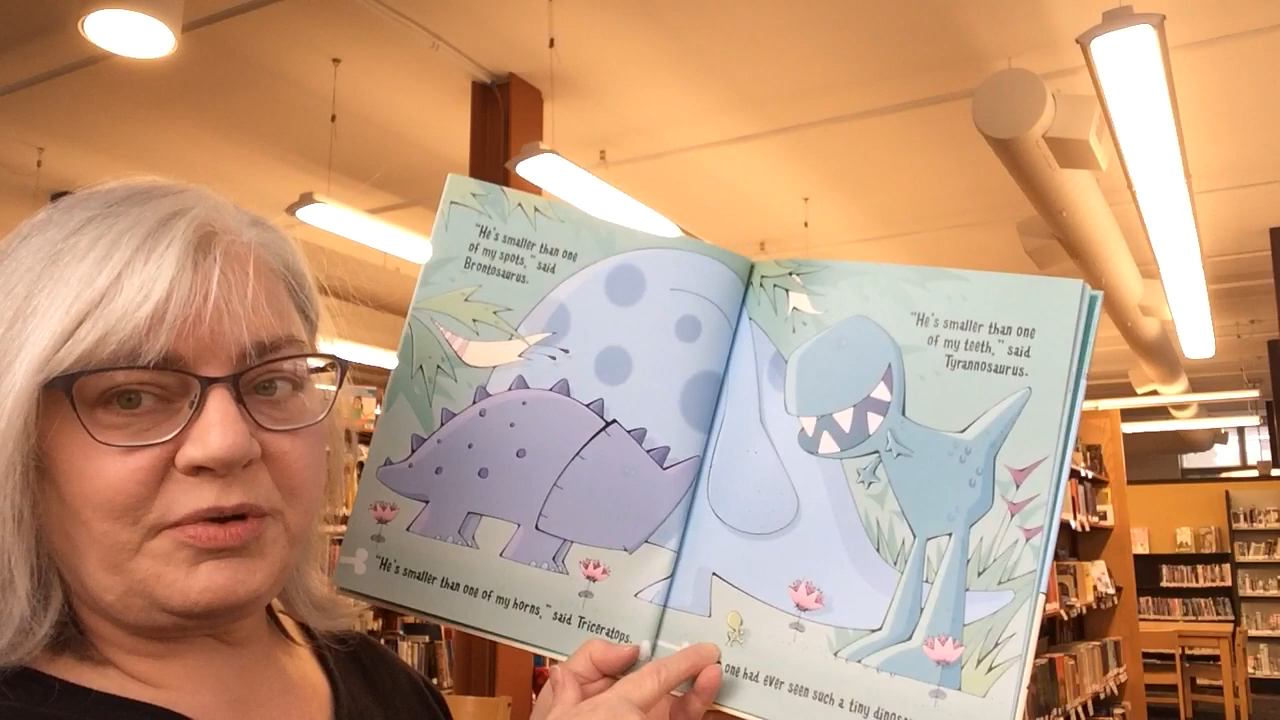 "He's smaller than one
of my spots," said
Brontosaurus.
"He's smaller than one of my horns," said Triceratops.
"He's smaller than one
of my teeth," said
Tyrannosaurus.
one had ever seen such a tiny